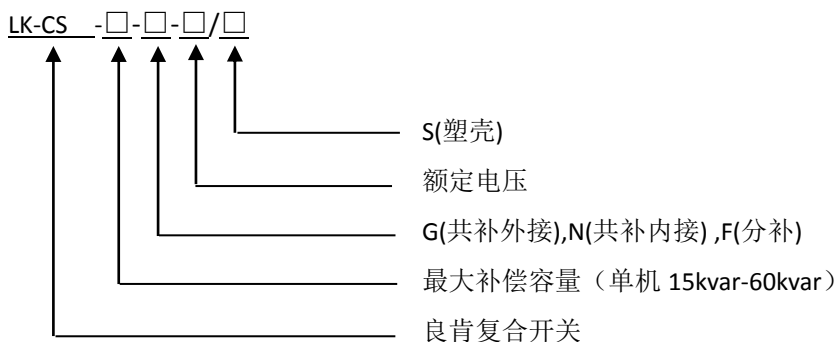 LK-CS -□-□-□/□
S(塑壳)
额定电压
G(共补外接),N(共补内接) ,F(分补)
最大补偿容量（单机 15kvar-60kvar）
良肯复合开关